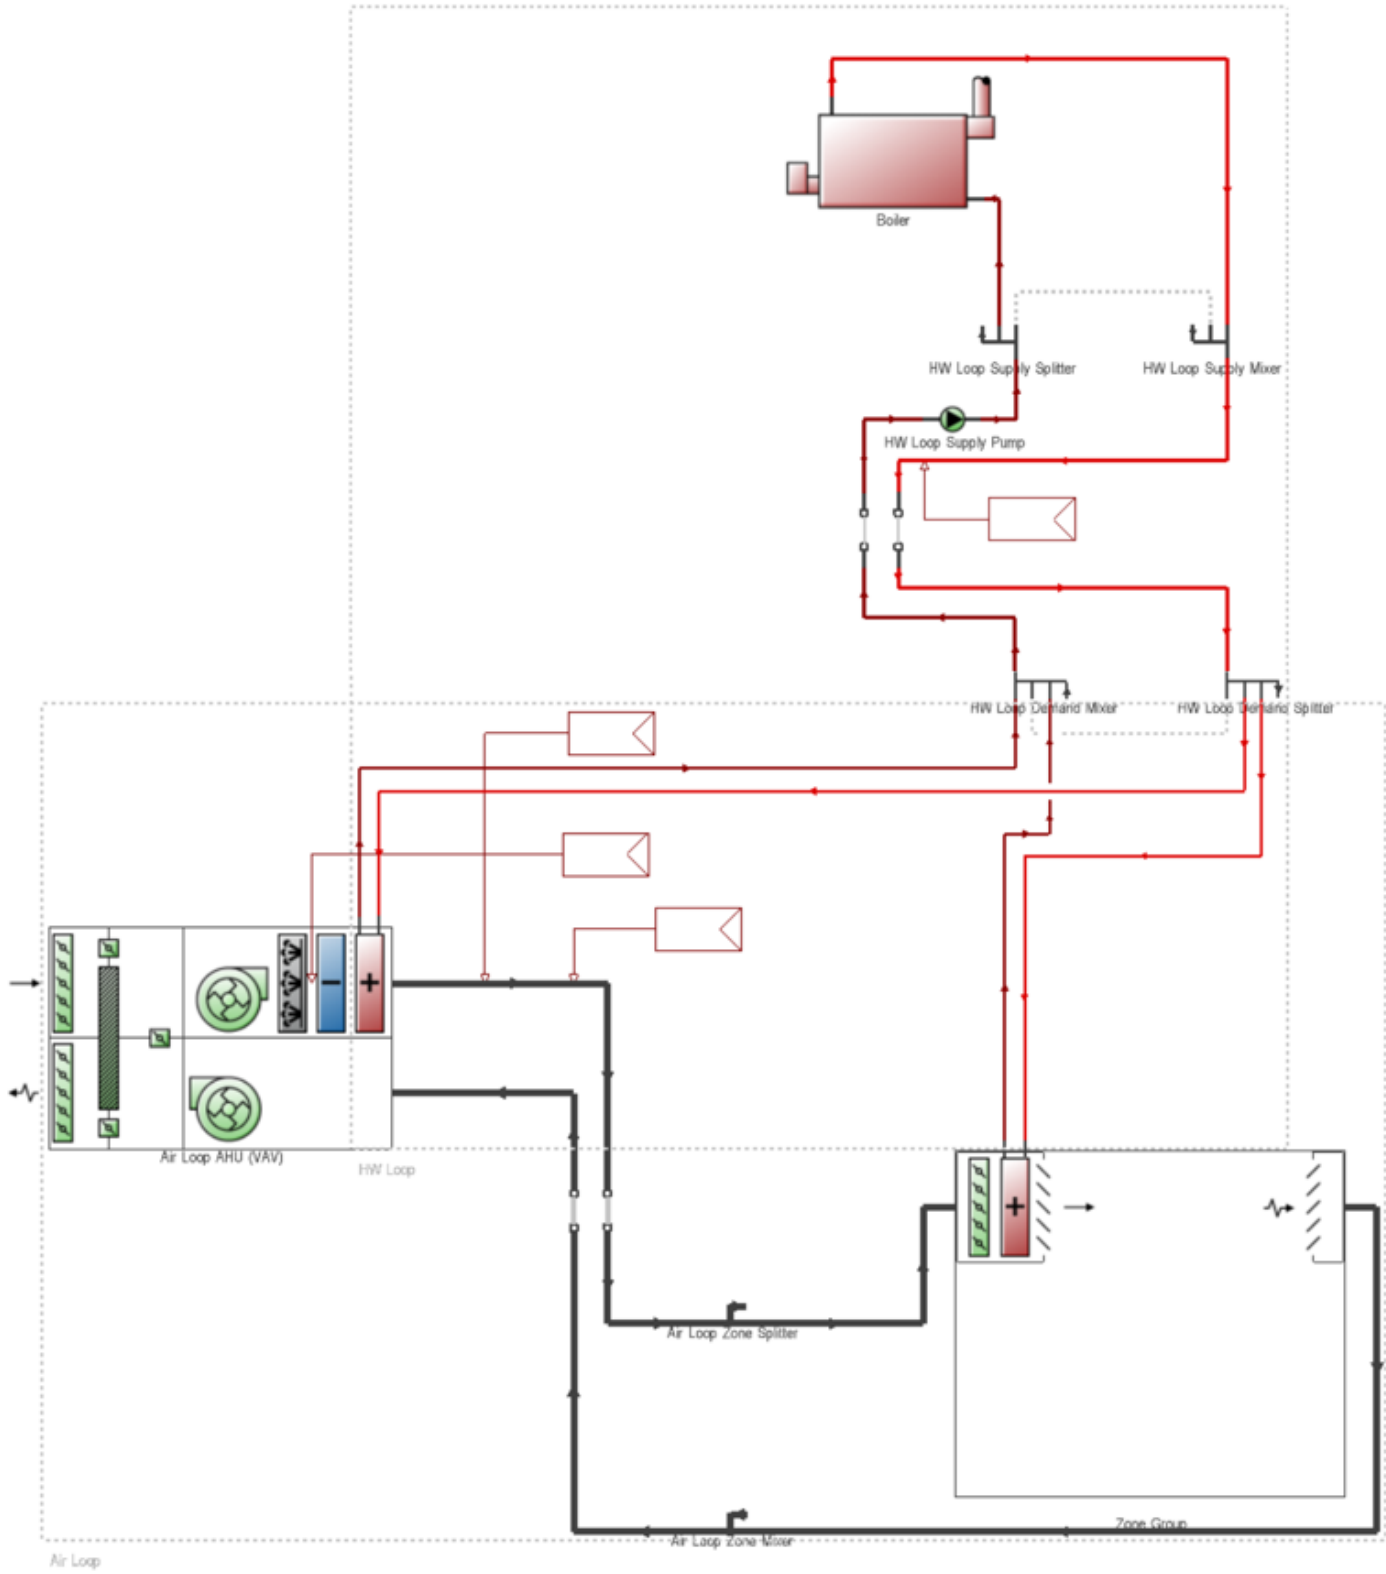 Boiler
HW Loop Supply Splitter
HW Loop Supply Mixer
HW Loop Supply Pump
HW Loop Demand Mixer
HW Loop Demand Splitter
Air Loop AHU (VAV)
HW Loop
Air Loop Zone Splitter
Zone Group
Air Loop Zone Mixer
Air Loop